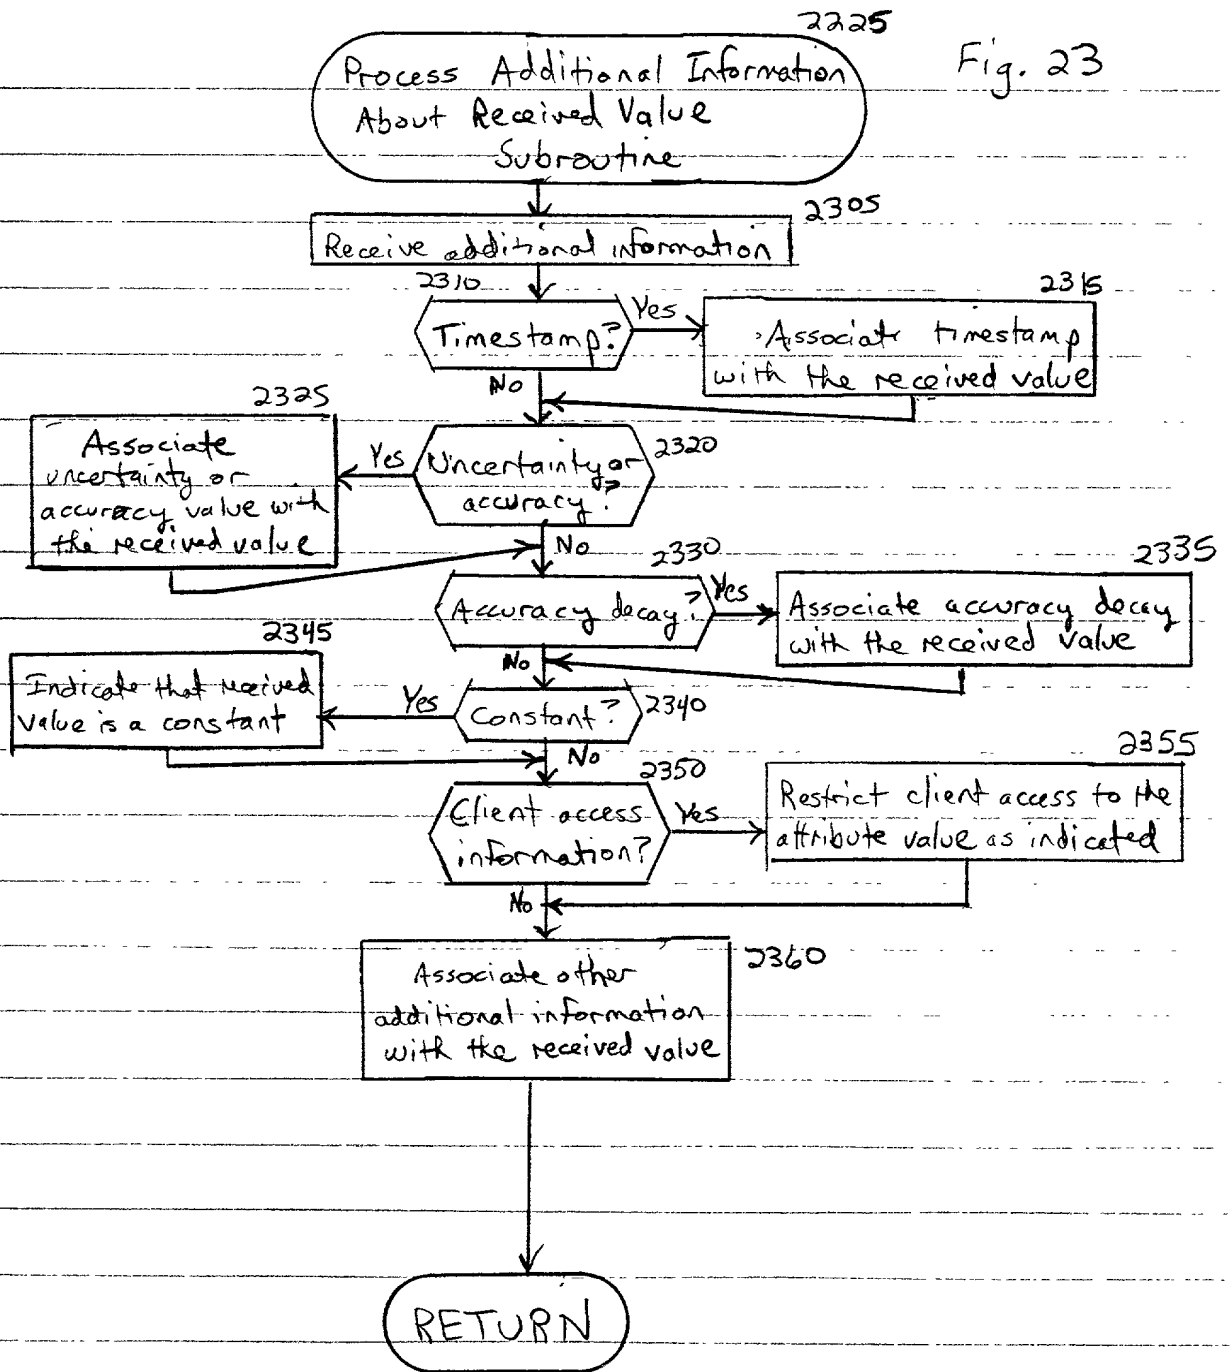 2225
Fig. 23
Process Additional Information
About Received Value
Subroutine
2305
Receive additional information
2310
Timestamp?
Yes
No
2315
Associate timestamp
with the received value
2320
Uncertainty or
accuracy?
Yes
No
2325
Associate
uncertainty or
accuracy value with
the received value
2330
Accuracy decay?
Yes
No
2335
Associate accuracy decay
with the received value
2340
Constant?
Yes
No
2345
Indicate that received
value is a constant
2350
Client access
information?
Yes
No
2355
Restrict client access to the
attribute value as indicated
2360
Associate other
additional information
with the received value
RETURN